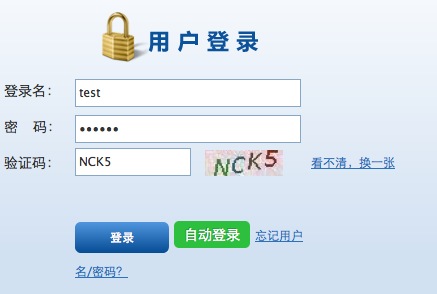 用户登录
登录名： test
密 码： ••••••
验证码： NCK5 NCK5 看不清，换一张
登录 自动登录 忘记用户
名/密码？